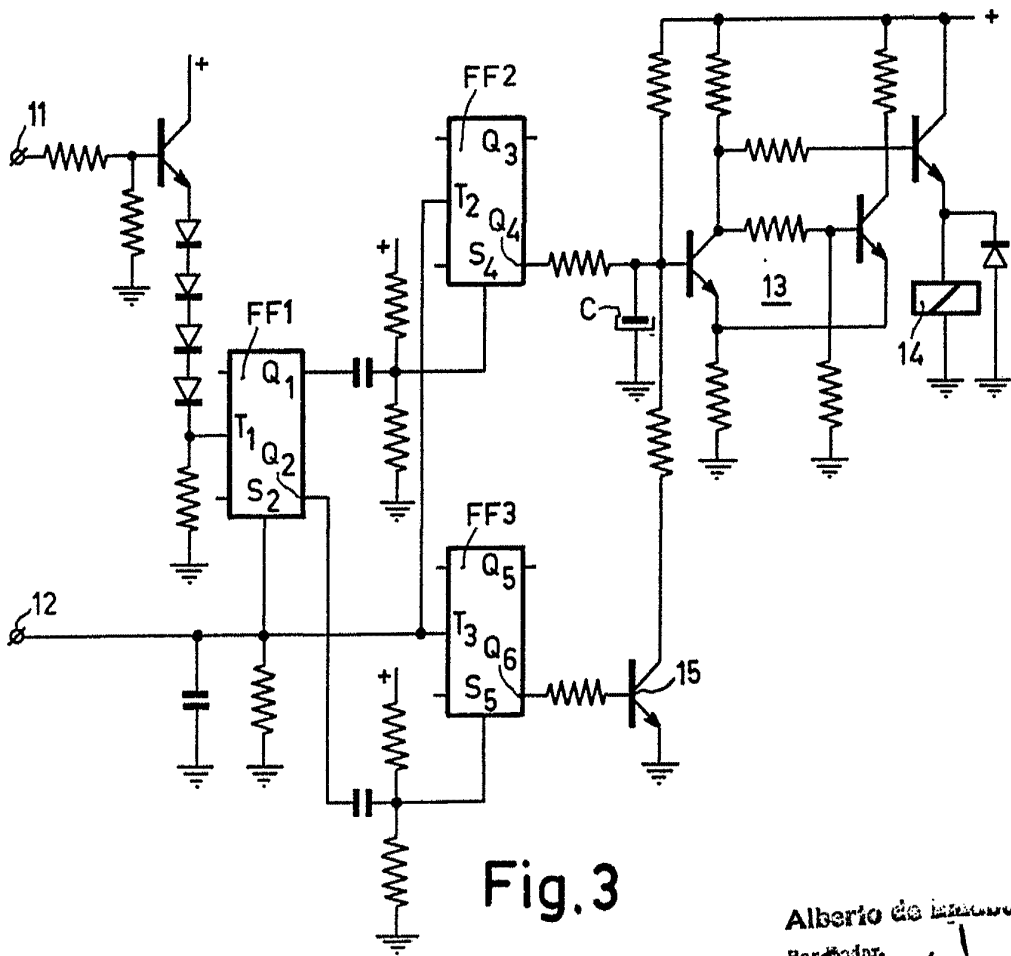 +
+
11
FF2
Q3
T2
Q4
S4
+
FF1
Q1
T1
Q2
S2
C
13
14
FF3
Q5
12
T3
Q6
S5
+
15
Fig.3
Alberto de